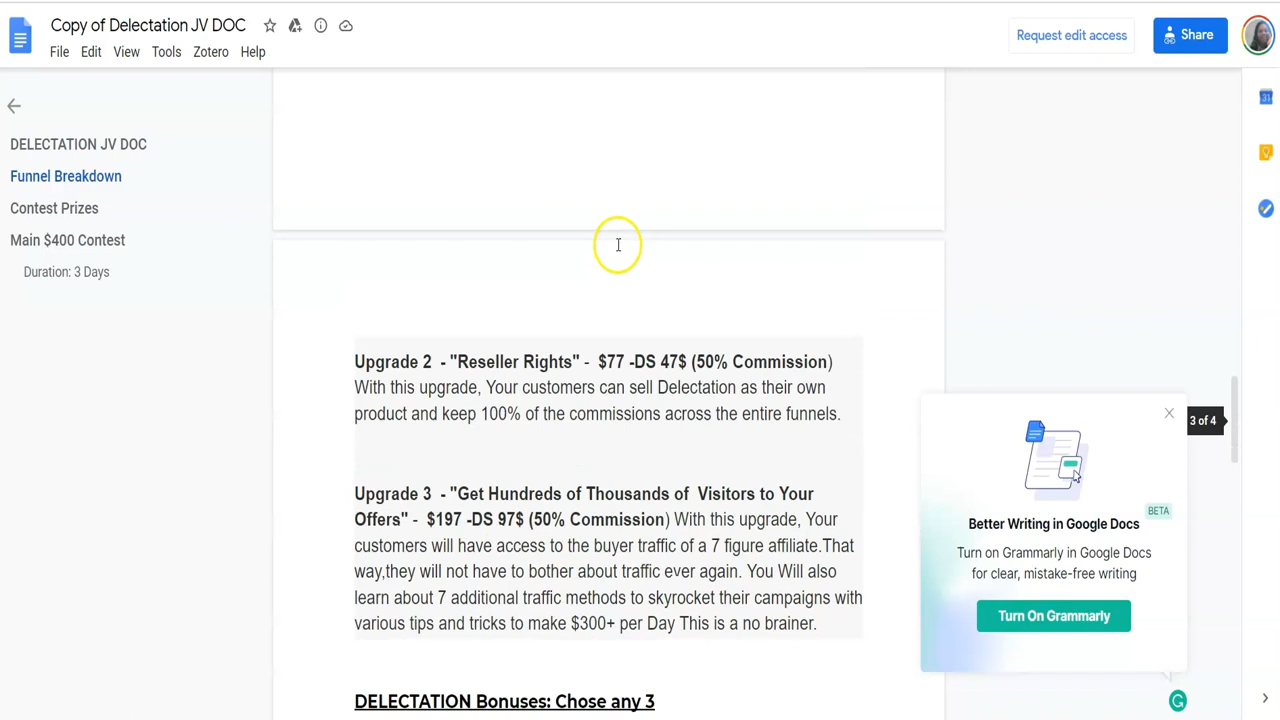 Copy of Delectation JV DOC
Request edit access
Share
File Edit View Tools Zotero Help
DELECTATION JV DOC
Funnel Breakdown
Contest Prizes
Main $400 Contest
Duration: 3 Days
31
Upgrade 2 - "Reseller Rights" - $77 -DS 47$ (50% Commission)
With this upgrade, Your customers can sell Delectation as their own
product and keep 100% of the commissions across the entire funnels.
Upgrade 3 - "Get Hundreds of Thousands of Visitors to Your
Offers" - $197 -DS 97$ (50% Commission) With this upgrade, Your
customers will have access to the buyer traffic of a 7 figure affiliate.That
way,they will not have to bother about traffic ever again. You Will also
learn about 7 additional traffic methods to skyrocket their campaigns with
various tips and tricks to make $300+ per Day This is a no brainer.
DELECTATION Bonuses: Chose any 3
3 of 4
BETA
Better Writing in Google Docs
Turn on Grammarly in Google Docs
for clear, mistake-free writing
Turn On Grammarly